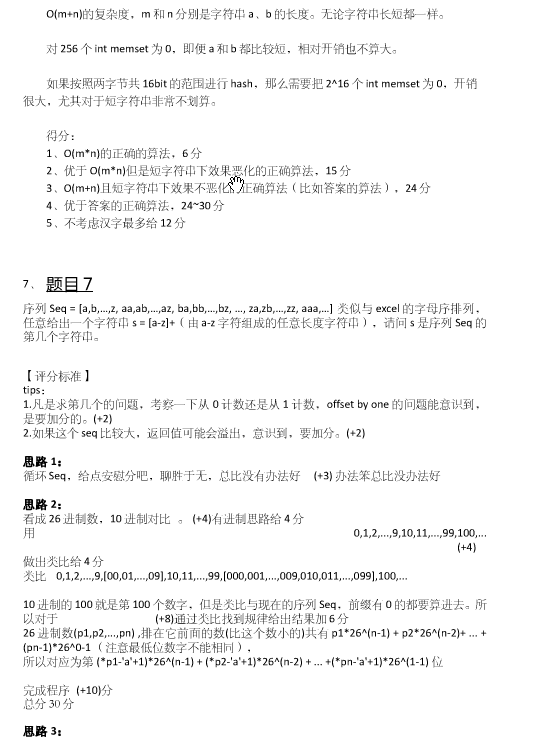 O(m+n)的复杂度，m 和 n 分别是字符串 a、b 的长度。无论字符串长短都一样。
对 256 个 int memset 为 0，即便 a 和 b 都比较短，相对开销也不算大。
如果按照两字节共 16bit 的范围进行 hash，那么需要把 2^16 个 int memset 为 0，开销
很大，尤其对于短字符串非常不划算。
得分：
1、O(m*n)的正确的算法，6 分
2、优于 O(m*n)但是短字符串下效果恶化的正确算法，15 分
3、O(m+n)且短字符串下效果不恶化 正确算法（比如答案的算法），24 分
4、优于答案的正确算法，24~30 分
5、不考虑汉字最多给 12 分
7、 题目 7
序列 Seq = [a,b,…,z, aa,ab,…,az, ba,bb,…,bz, …, za,zb,…,zz, aaa,…] 类似与 excel 的字母序排列，
任意给出一个字符串 s = [a-z]+（ 由 a-z 字符组成的任意长度字符串 ），请问 s 是序列 Seq 的
第几个字符串。
【 评分标准 】
tips：
1.凡是求第几个的问题，考察一下从 0 计数还是从 1 计数，offset by one 的问题能意识到，
是要加分的。(+2)
2.如果这个 seq 比较大，返回值可能会溢出，意识到，要加分。(+2)
思路 1：
循环 Seq，给点安慰分吧，聊胜于无，总比没有办法好 (+3) 办法笨总比没办法好
思路 2：
看成 26 进制数，10 进制对比 。 (+4)有进制思路给 4 分
用 0,1,2,…,9,10,11,…,99,100,…
(+4)
做出类比给 4 分
类比 0,1,2,…,9,[00,01,…,09],10,11,…,99,[000,001,…,009,010,011,…,099],100,…
10 进制的 100 就是第 100 个数字，但是类比与现在的序列 Seq，前缀有 0 的都要算进去。所
以对于 (+8)通过类比找到规律给出结果加 6 分
26 进制数(p1,p2,…,pn) ,排在它前面的数(比这个数小的)共有 p1*26^(n-1) + p2*26^(n-2)+ … +
(pn-1)*26^0-1 （ 注意最低位数字不能相同 ），
所以对应为第 (*p1-'a'+1)*26^(n-1) + (*p2-'a'+1)*26^(n-2) + … +(*pn-'a'+1)*26^(1-1) 位
完成程序 (+10)分
总分 30 分
思路 3：